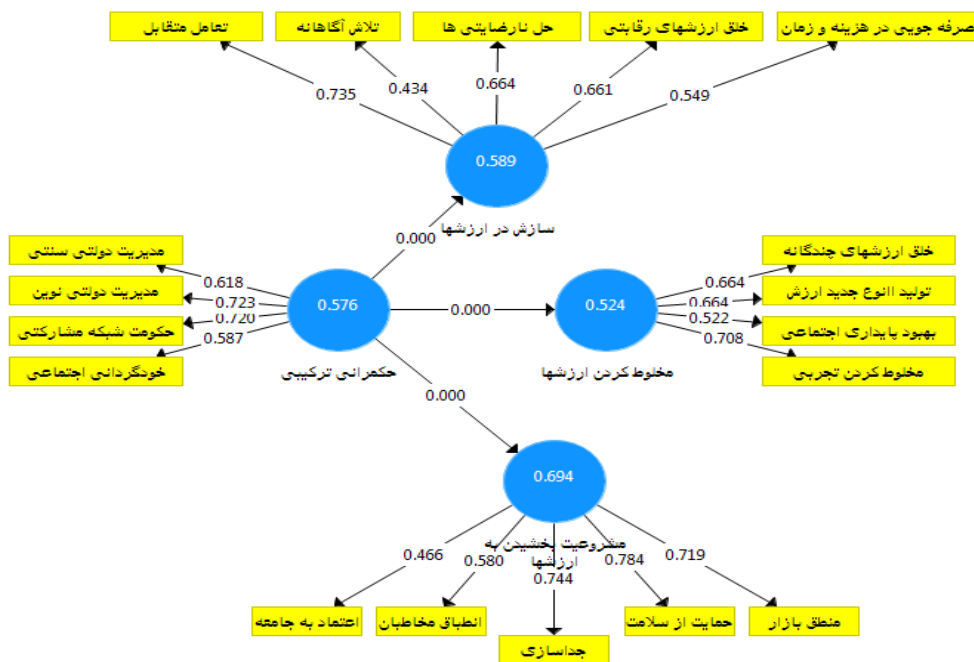 تعامل متقابل
تلاش آگاهانه
حل نارضایتی ها
خلق ارزشهای رقابتی
صرفه جویی در هزینه و زمان
0.735
0.434
0.664
0.661
0.549
0.589
سازش در ارزشها
0.000
مدیریت دولتی سنتی
مدیریت دولتی نوین
حکومت شبکه مشارکتی
خودگردانی اجتماعی
0.618
0.723
0.720
0.587
0.576
حکمرانی ترکیبی
0.000
0.524
مخلوط کردن ارزشها
0.664
0.664
0.522
0.708
خلق ارزشهای چندگانه
تولید اانوع جدید ارزش
بهبود پایداری اجتماعی
مخلوط کردن تجربی
0.000
0.694
مشروعیت بخشیدن به
ارزشها
0.466
0.580
0.744
0.784
0.719
اعتماد به جامعه
انطباق مخاطبان
جداسازی
حمایت از سلامت
منطق بازار